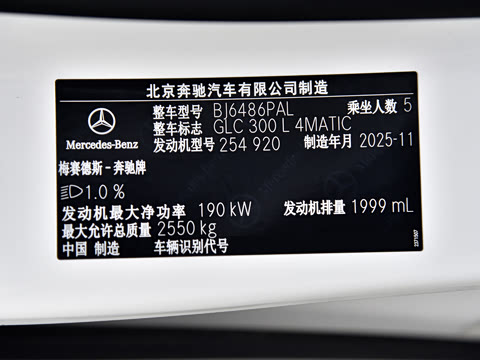 北京奔驰汽车有限公司制造
整车型号 BJ6486PAL 乘坐人数 5
整车标志 GLC 300 L 4MATIC
发动机型号 254 920 制造年月 2025-11
Mercedes-Benz
梅赛德斯-奔驰牌
1.0 %
发动机最大净功率 190 kW 发动机排量 1999 mL
最大允许总质量 2550 kg
中国 制造 车辆识别代号